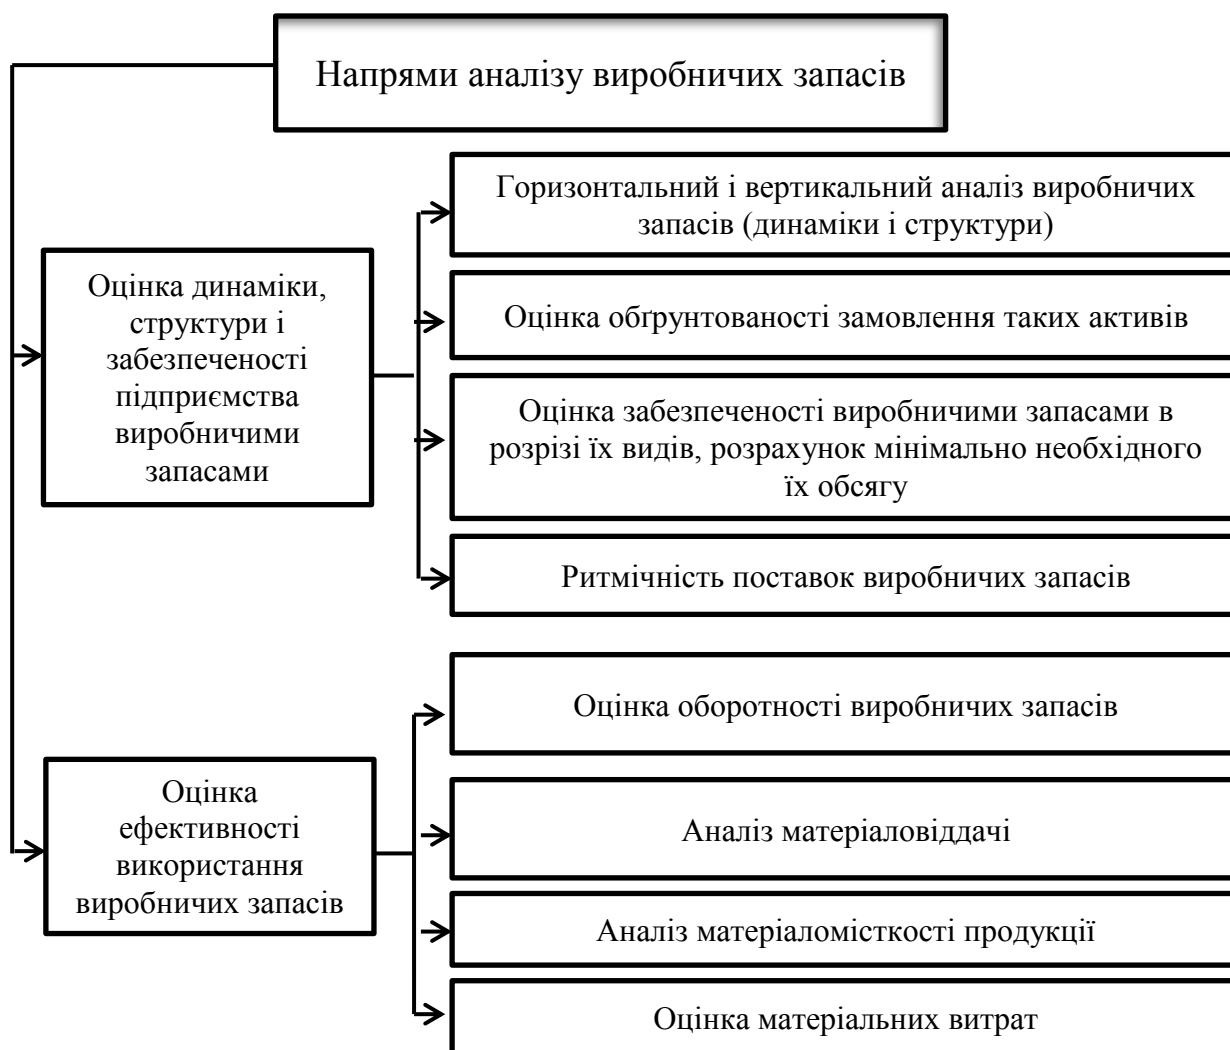 Напрями аналізу виробничих запасів
Оцінка динаміки,
структури і
забезпеченості
підприємства
виробничими
запасами
Горизонтальний і вертикальний аналіз виробничих
запасів (динаміки і структури)
Оцінка обґрунтованості замовлення таких активів
Оцінка забезпеченості виробничими запасами в
розрізі їх видів, розрахунок мінімально необхідного
їх обсягу
Ритмічність поставок виробничих запасів
Оцінка
ефективності
використання
виробничих запасів
Оцінка оборотності виробничих запасів
Аналіз матеріаловіддачі
Аналіз матеріаломісткості продукції
Оцінка матеріальних витрат